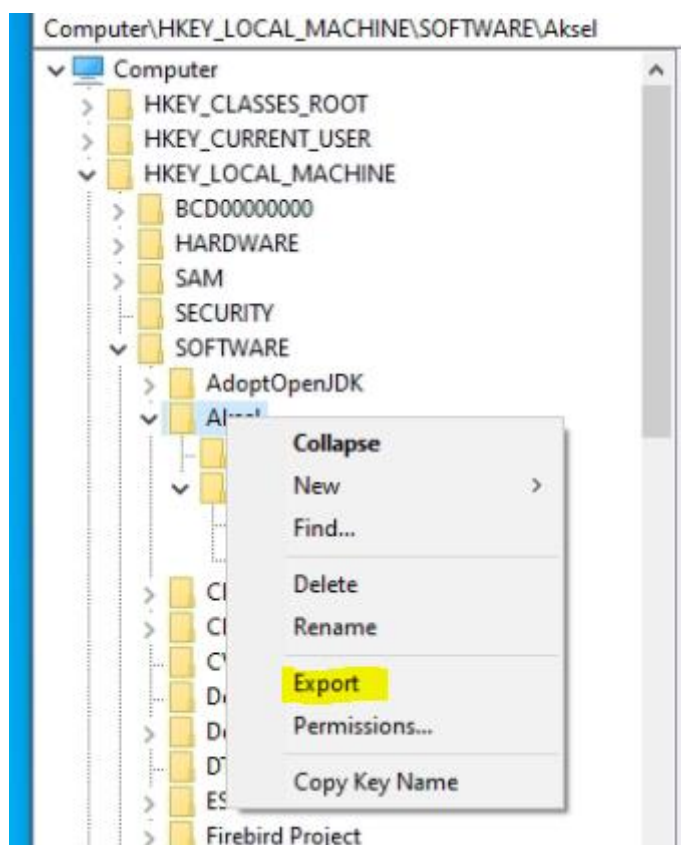 Computer\HKEY_LOCAL_MACHINE\SOFTWARE\Aksel
Computer
HKEY_CLASSES_ROOT
HKEY_CURRENT_USER
HKEY_LOCAL_MACHINE
BCD00000000
HARDWARE
SAM
SECURITY
SOFTWARE
AdoptOpenJDK
Aksel
Collapse
New
Find...
Delete
Rename
Export
Permissions...
Copy Key Name
Firebird Project